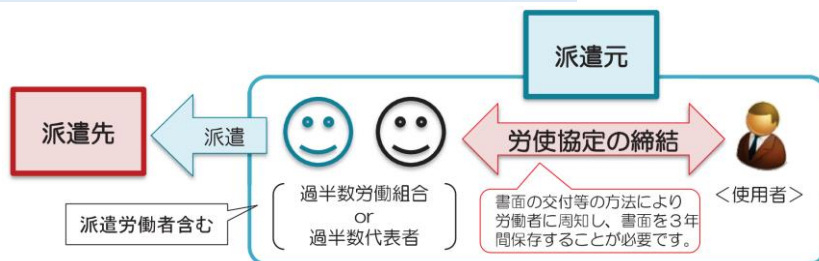 派遣元
派遣先
派遣
労使協定の締結
派遣労働者含む
過半数労働組合
or
過半数代表者
書面の交付等の方法により
労働者に周知し、書面を３年
間保存することが必要です。
＜使用者＞